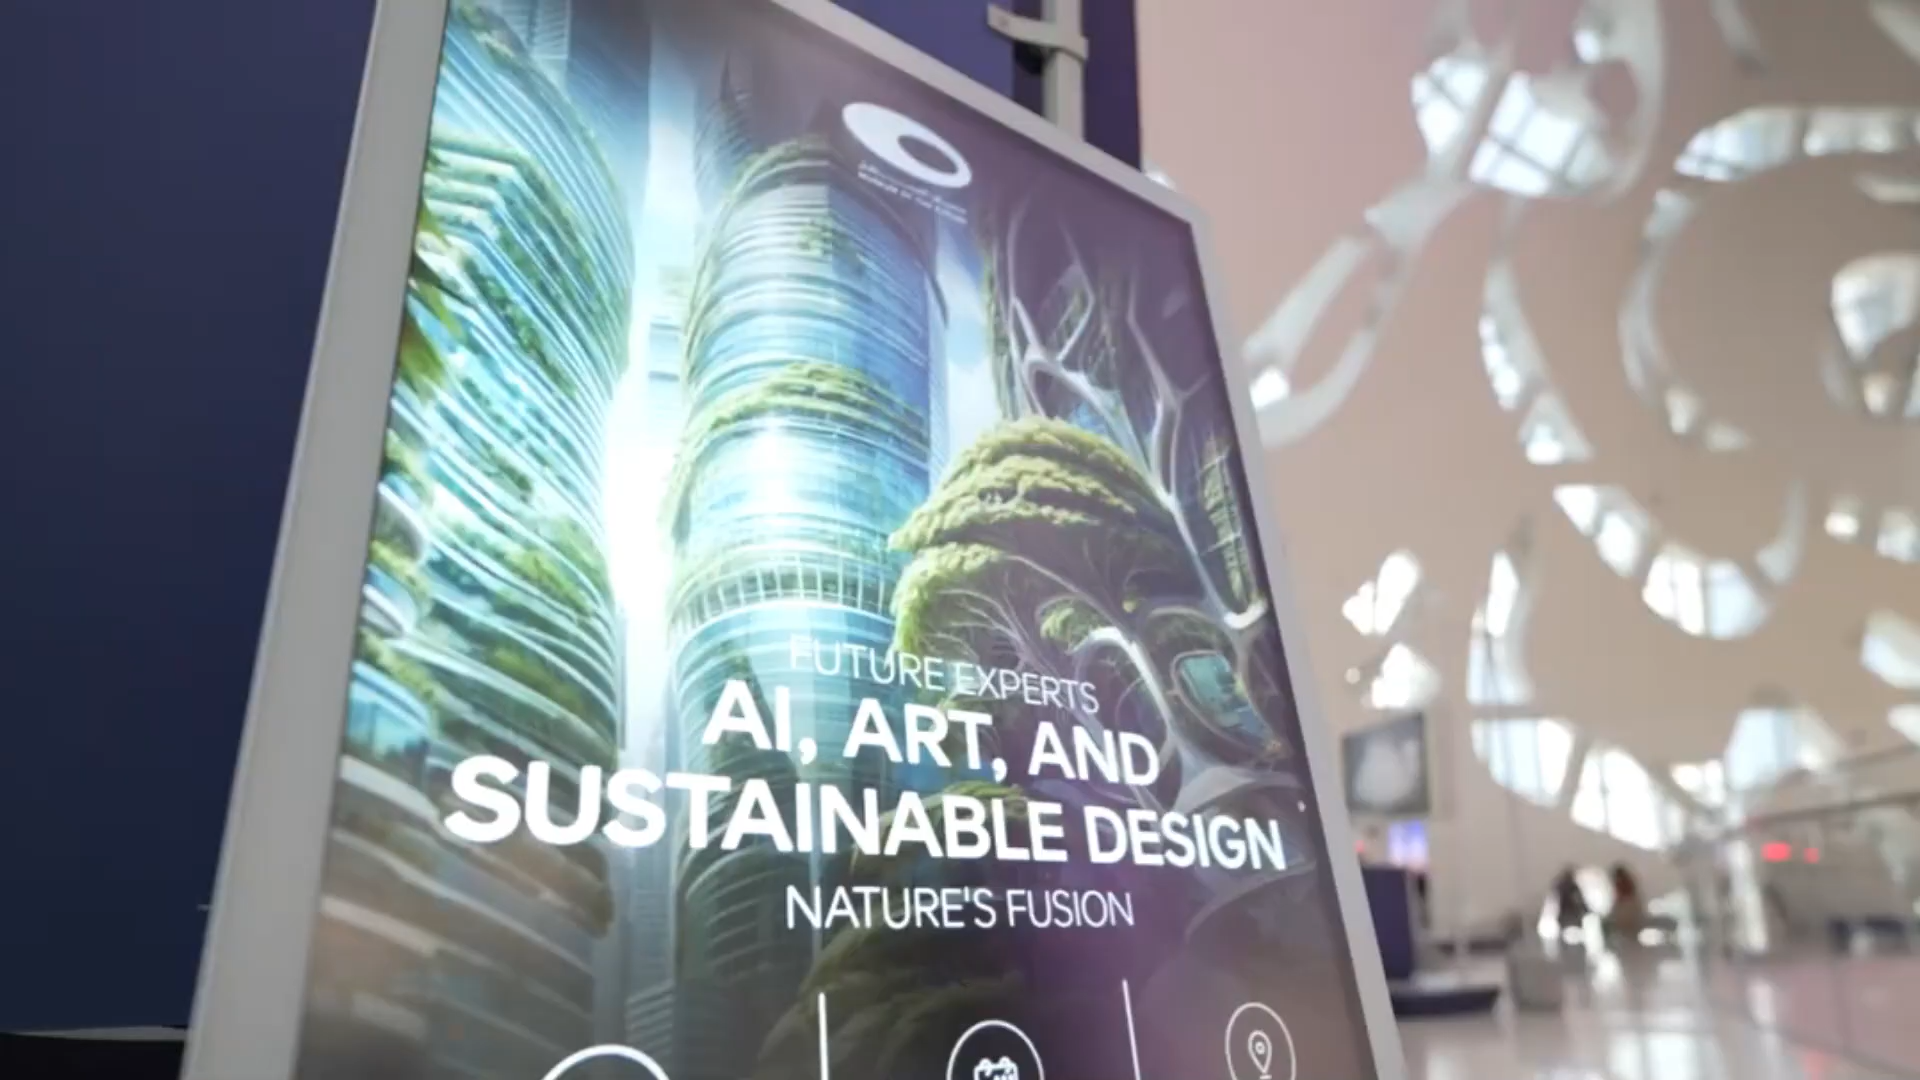 FUTURE EXPERTS
AI, ART, AND
SUSTAINABLE DESIGN
NATURE'S FUSION